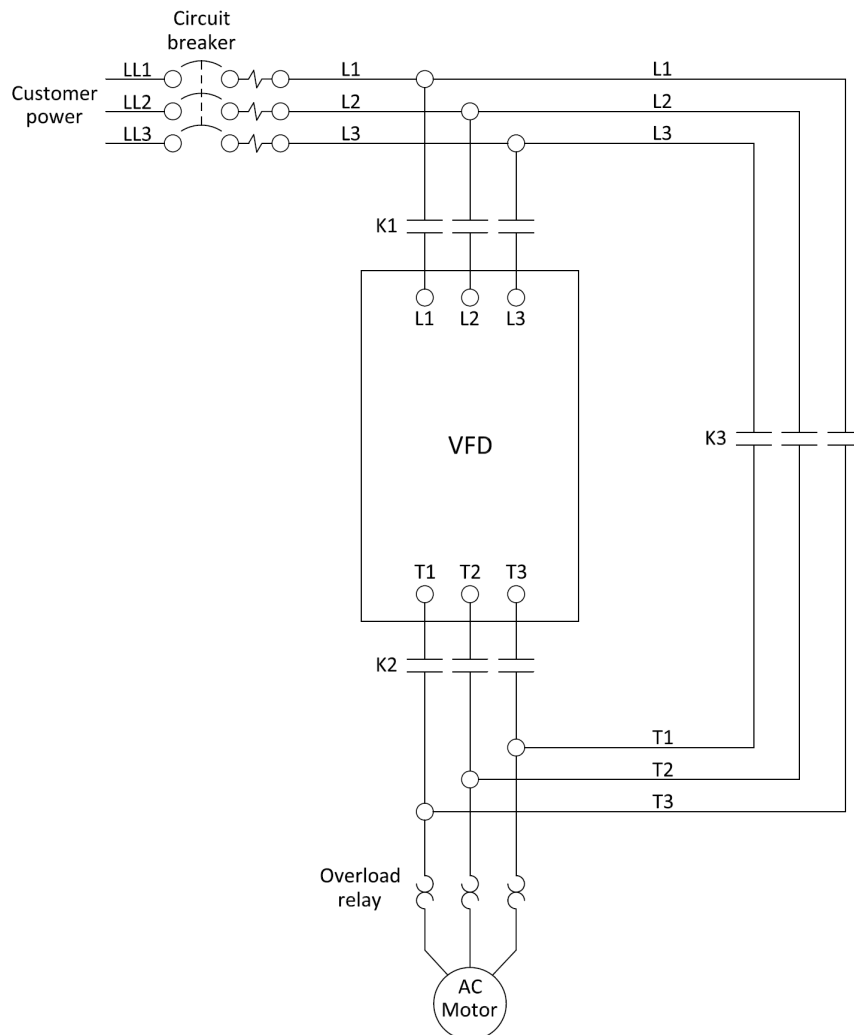 Circuit
breaker
Customer
power
LL1
L1
L1
LL2
L2
L2
LL3
L3
L3
K1
L1 L2 L3
VFD
K3
T1 T2 T3
K2
T1
T2
T3
Overload
relay
AC
Motor